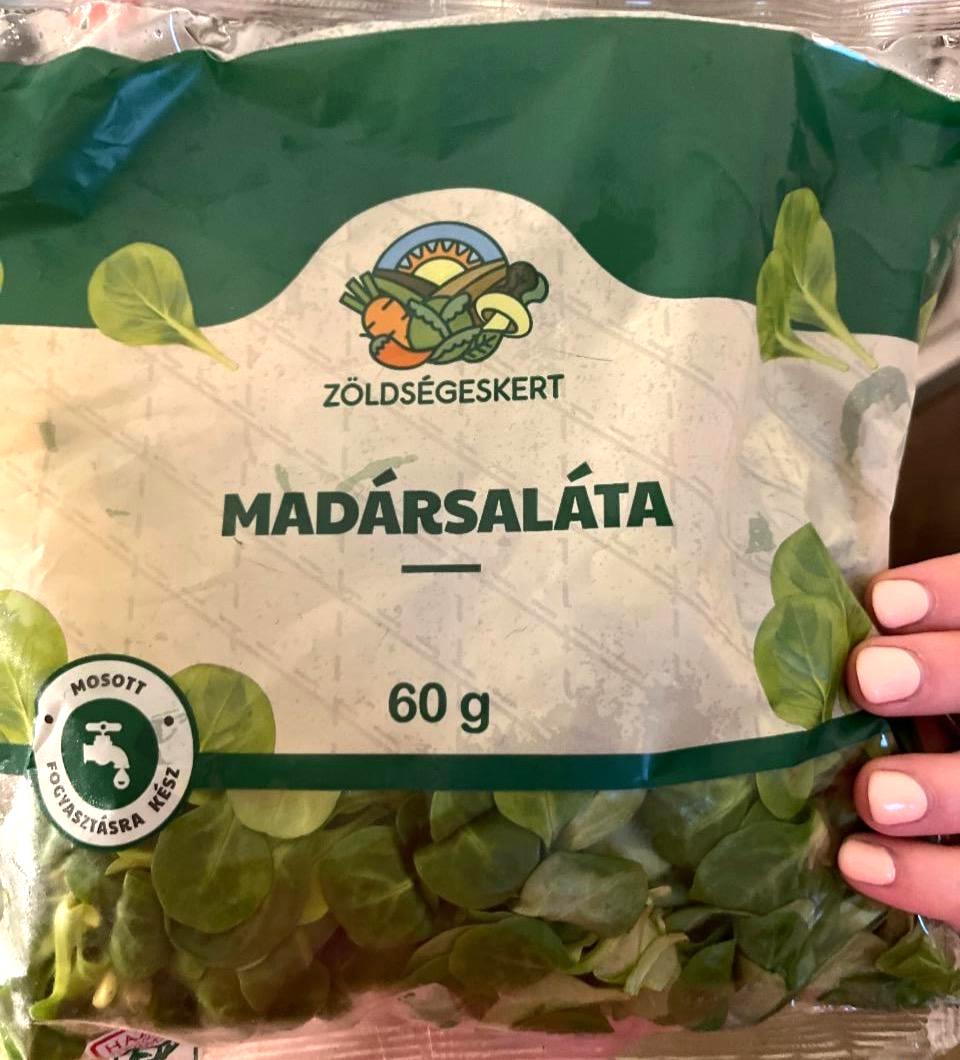 ZÖLDSÉGESKERT
MADÁRSALÁTA
60 g
MOSOTT
FOGYASZTÁSRA KÉSZ